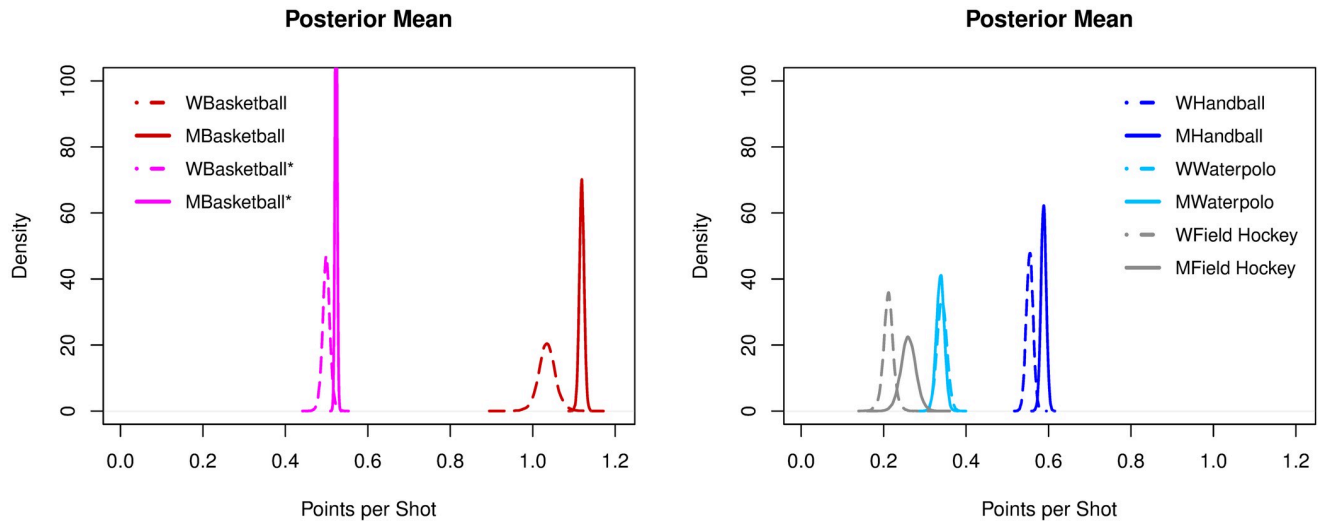 Posterior Mean
Density
100
80
60
40
20
0
WBasketball
MBasketball
WBasketball*
MBasketball*
0.0 0.2 0.4 0.6 0.8 1.0 1.2
Points per Shot
Posterior Mean
Density
100
80
60
40
20
0
WHandball
MHandball
WWaterpolo
MWaterpolo
WField Hockey
MField Hockey
0.0 0.2 0.4 0.6 0.8 1.0 1.2
Points per Shot